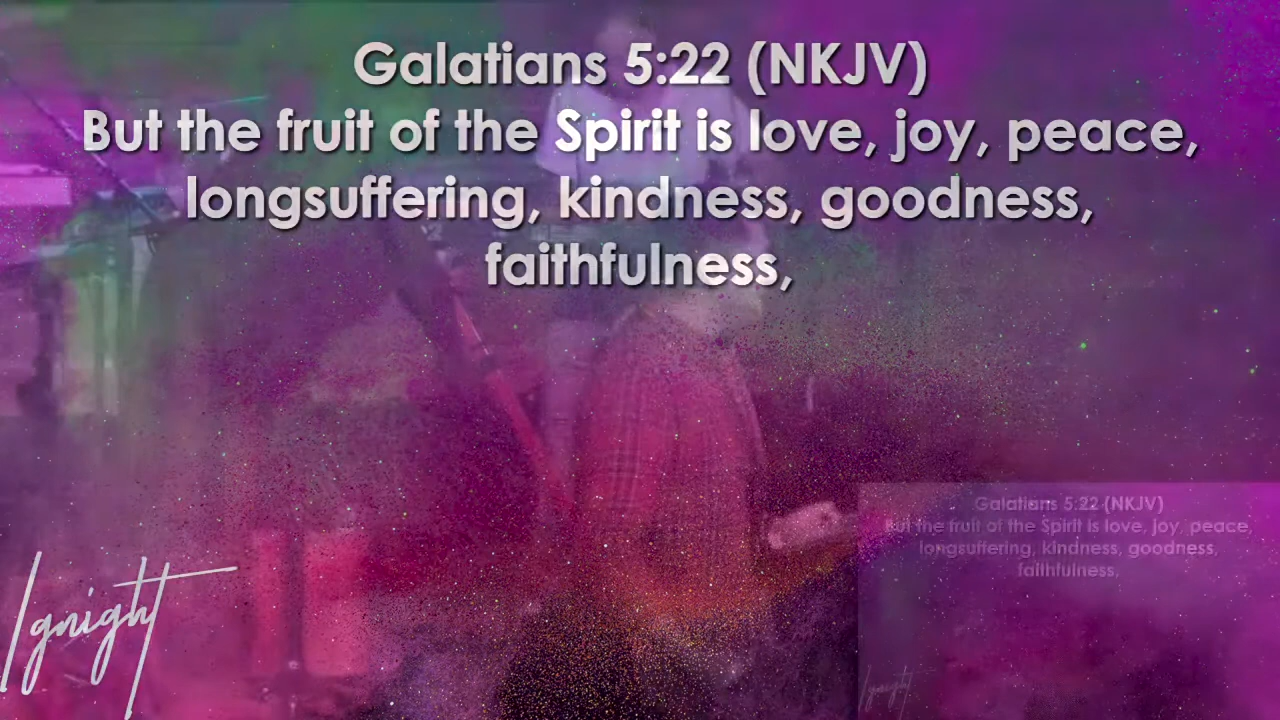 Galatians 5:22 (NKJV)
But the fruit of the Spirit is love, joy, peace,
longsuffering, kindness, goodness,
faithfulness,
Galatians 5:22 (NKJV)
But the fruit of the Spirit is love, joy, peace,
longsuffering, kindness, goodness,
faithfulness,
Ignight
Ignight